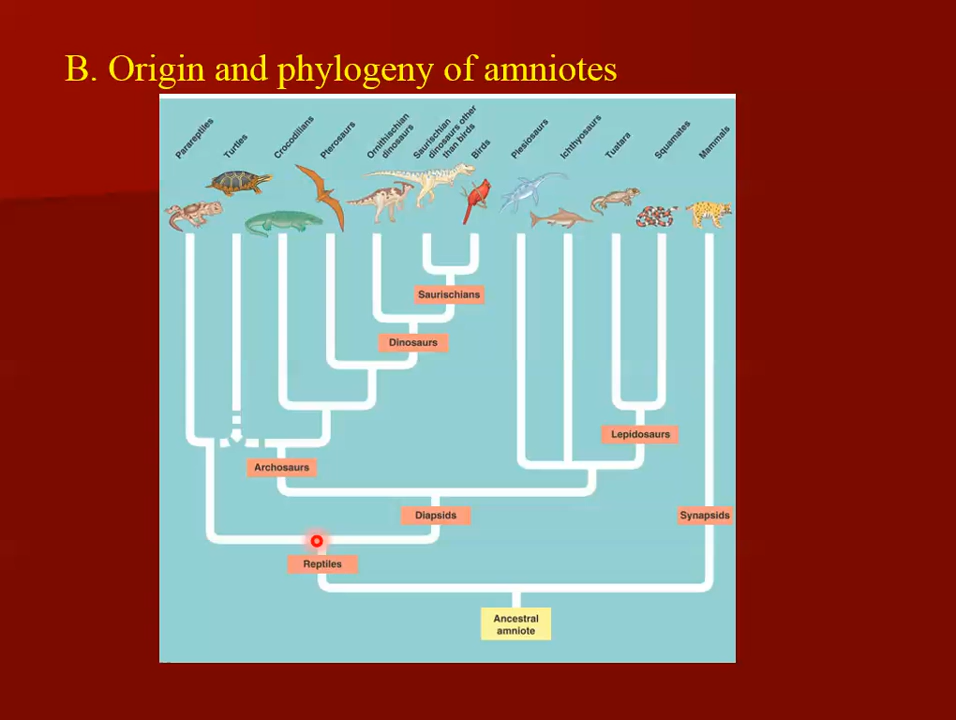 B. Origin and phylogeny of amniotes
Parareptiles
Turtles
Crocodilians
Pterosaurs
Ornithischian
dinosaurs
Saurischian
dinosaurs other
than birds
Birds
Plesiosaurs
Ichthyosaurs
Tuatara
Squamates
Mammals
Saurischians
Dinosaurs
Lepidosaurs
Archosaurs
Diapsids
Synapsids
Reptiles
Ancestral
amniote